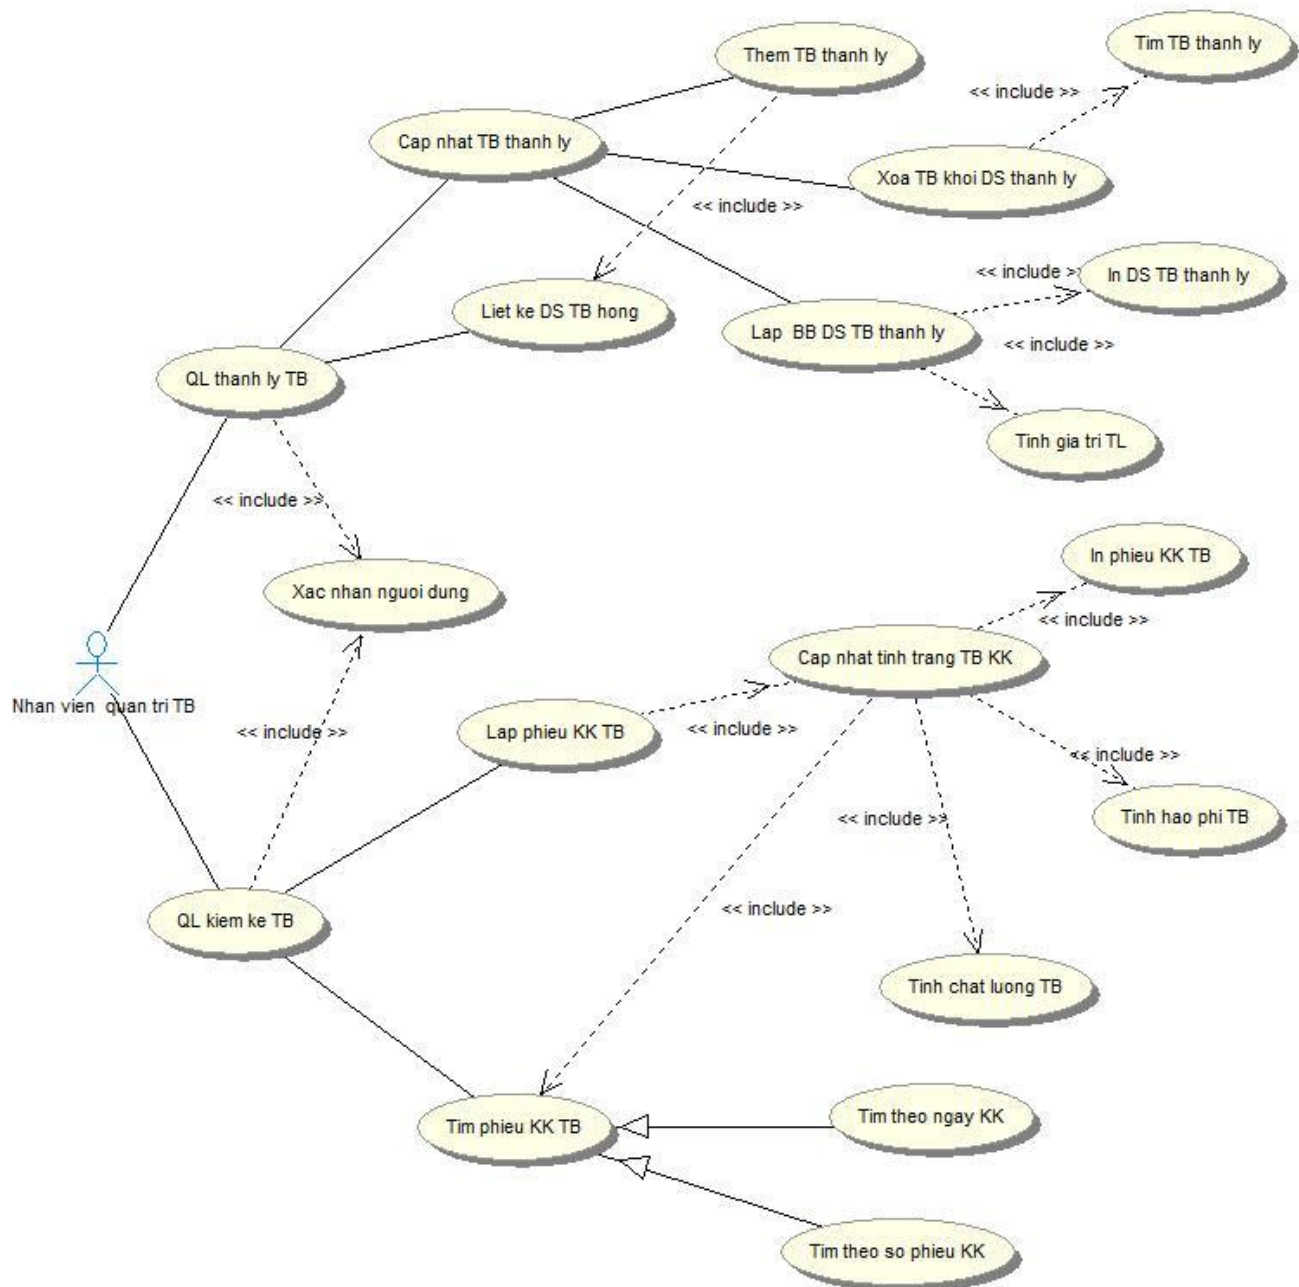 Them TB thanh ly
Tim TB thanh ly
<< include >>
Cap nhat TB thanh ly
Xoa TB khoi DS thanh ly
<< include >>
<< include >>
In DS TB thanh ly
Liet ke DS TB hong
Lap BB DS TB thanh ly
<< include >>
QL thanh ly TB
Tinh gia tri TL
<< include >>
In phieu KK TB
Xac nhan nguoi dung
<< include >>
Cap nhat tinh trang TB KK
Nhan vien quan tri TB
<< include >>
Lap phieu KK TB
<< include >>
<< include >>
Tinh hao phi TB
<< include >>
<< include >>
QL kiem ke TB
Tinh chat luong TB
Tim phieu KK TB
Tim theo ngay KK
Tim theo so phieu KK